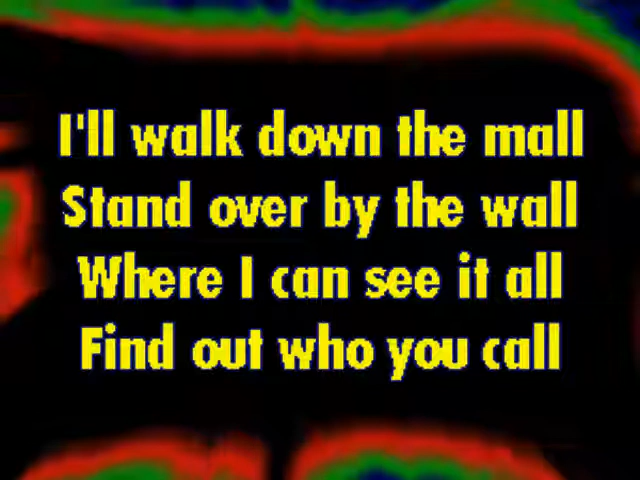 I'll walk down the mall
Stand over by the wall
Where I can see it all
Find out who you call